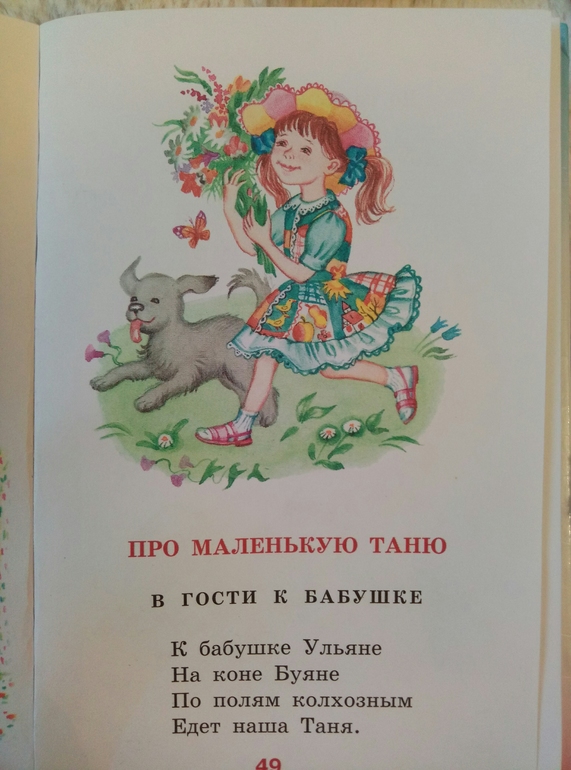 ПРО МАЛЕНЬКУЮ ТАНЮ
В ГОСТИ К БАБУШКЕ
К бабушке Ульяне
На коне Буяне
По полям колхозным
Едет наша Таня.
49